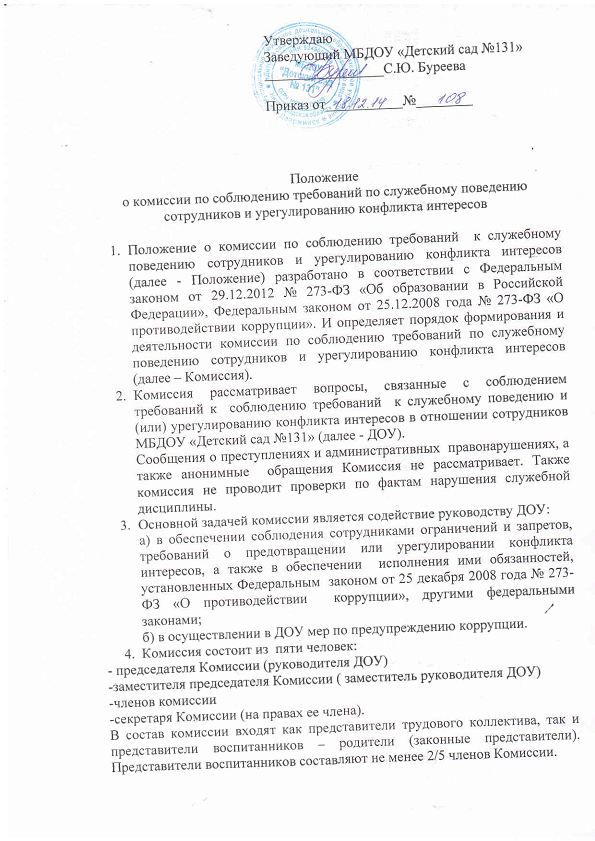 Утверждаю
Заведующий МБДОУ «Детский сад №131»
С.Ю. Буреева
Приказ от 18.12.14 № 108
"Детский сад
№ 131"
Положение
о комиссии по соблюдению требований по служебному поведению
сотрудников и урегулированию конфликта интересов
1. Положение о комиссии по соблюдению требований к служебному
поведению сотрудников и урегулированию конфликта интересов
(далее - Положение) разработано в соответствии с Федеральным
законом от 29.12.2012 № 273-ФЗ «Об образовании в Российской
Федерации», Федеральным законом от 25.12.2008 года № 273-ФЗ «О
противодействии коррупции». И определяет порядок формирования и
деятельности комиссии по соблюдению требований по служебному
поведению сотрудников и урегулированию конфликта интересов
(далее – Комиссия).
2. Комиссия рассматривает вопросы, связанные с соблюдением
требований к соблюдению требований к служебному поведению и
(или) урегулированию конфликта интересов в отношении сотрудников
МБДОУ «Детский сад №131» (далее - ДОУ).
Сообщения о преступлениях и административных правонарушениях, а
также анонимные обращения Комиссия не рассматривает. Также
комиссия не проводит проверки по фактам нарушения служебной
дисциплины.
3. Основной задачей комиссии является содействие руководству ДОУ:
а) в обеспечении соблюдения сотрудниками ограничений и запретов,
требований о предотвращении или урегулировании конфликта
интересов, а также в обеспечении исполнения ими обязанностей,
установленных Федеральным законом от 25 декабря 2008 года № 273-
ФЗ «О противодействии коррупции», другими федеральными
законами;
б) в осуществлении в ДОУ мер по предупреждению коррупции.
4. Комиссия состоит из пяти человек:
- председателя Комиссии (руководителя ДОУ)
-заместителя председателя Комиссии ( заместитель руководителя ДОУ)
-членов комиссии
-секретаря Комиссии (на правах ее члена).
В состав комиссии входят как представители трудового коллектива, так и
представители воспитанников – родители (законные представители).
Представители воспитанников составляют не менее 2/5 членов Комиссии.